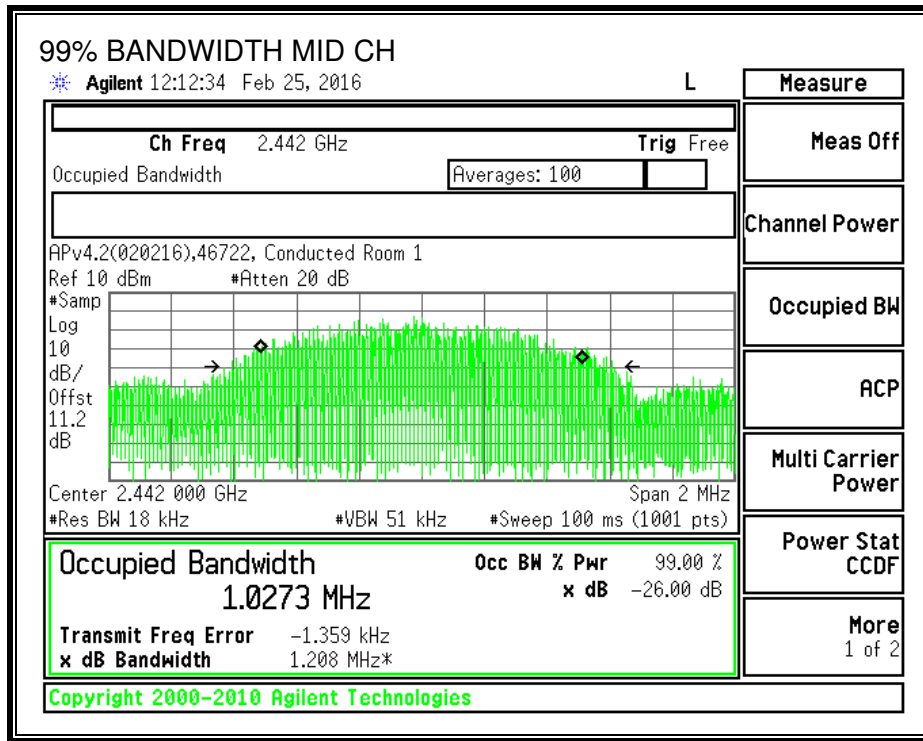 99% BANDWIDTH MID CH
Agilent 12:12:34 Feb 25, 2016 L
Measure
Ch Freq 2.442 GHz Trig Free
Meas Off
Occupied Bandwidth Averages: 100
Channel Power
APv4.2(020216),46722, Conducted Room 1
Ref 10 dBm #Atten 20 dB
#Samp
Log
10
dB/
Offst
11.2
dB
Occupied BW
ACP
Multi Carrier
Power
Center 2.442 000 GHz Span 2 MHz
#Res BW 18 kHz #VBW 51 kHz #Sweep 100 ms (1001 pts)
Power Stat
CCDF
Occupied Bandwidth Occ BW % Pwr 99.00 %
1.0273 MHz x dB -26.00 dB
Transmit Freq Error -1.359 kHz
x dB Bandwidth 1.208 MHz*
More
1 of 2
Copyright 2000-2010 Agilent Technologies